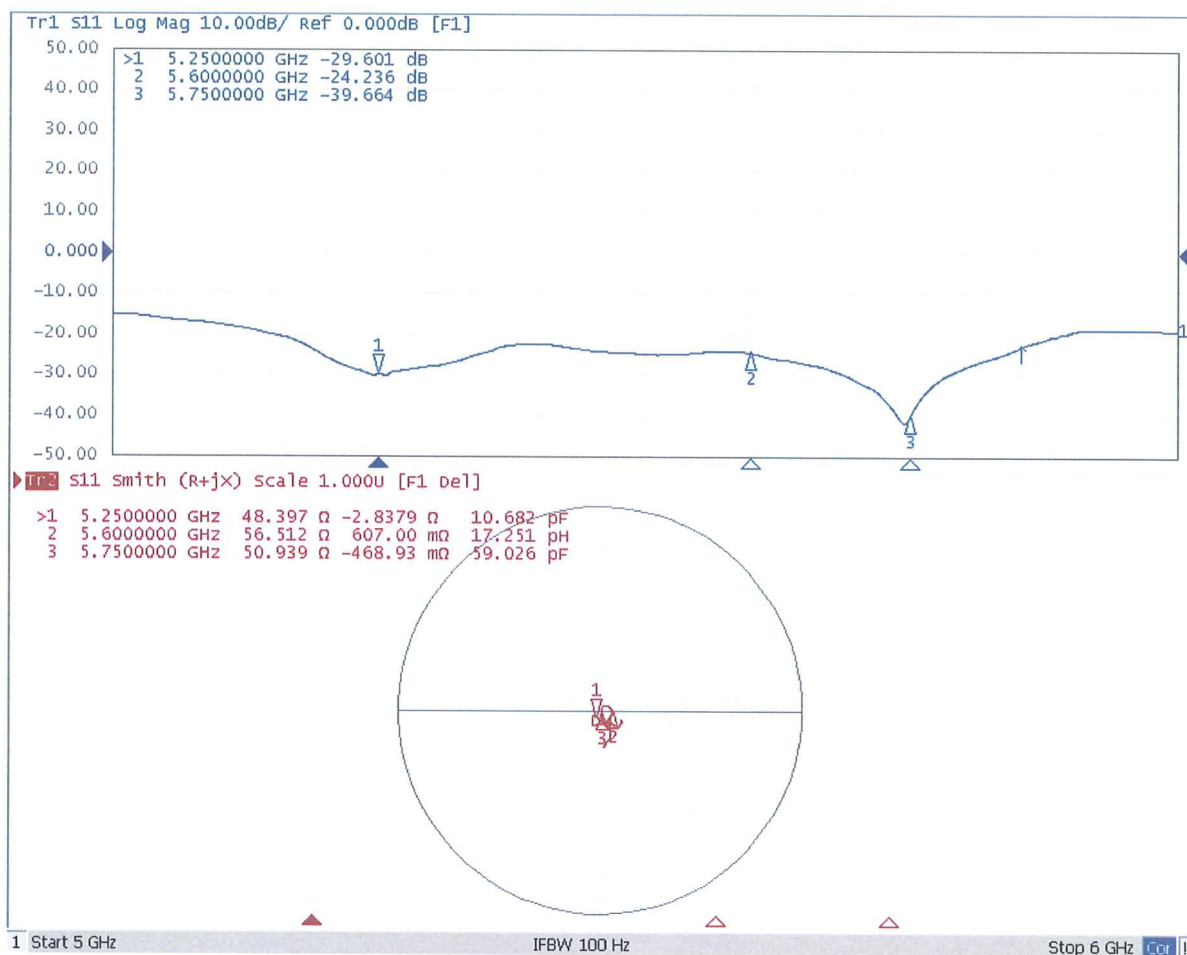 Tr1 S11 Log Mag 10.00dB/ Ref 0.000dB [F1]
50.00
>1 5.2500000 GHz -29.601 dB
2 5.6000000 GHz -24.236 dB
40.00
3 5.7500000 GHz -39.664 dB
30.00
20.00
10.00
0.000
-10.00
-20.00
1
1
-30.00
2
-40.00
3
-50.00
Tr2 S11 Smith (R+jX) Scale 1.000U [F1 Del]
>1 5.2500000 GHz 48.397 Ω -2.8379 Ω 10.682 pF
2 5.6000000 GHz 56.512 Ω 607.00 mΩ 17.251 pH
3 5.7500000 GHz 50.939 Ω -468.93 mΩ 59.026 pF
1
3 2
1 Start 5 GHz IFBW 100 Hz Stop 6 GHz Cor